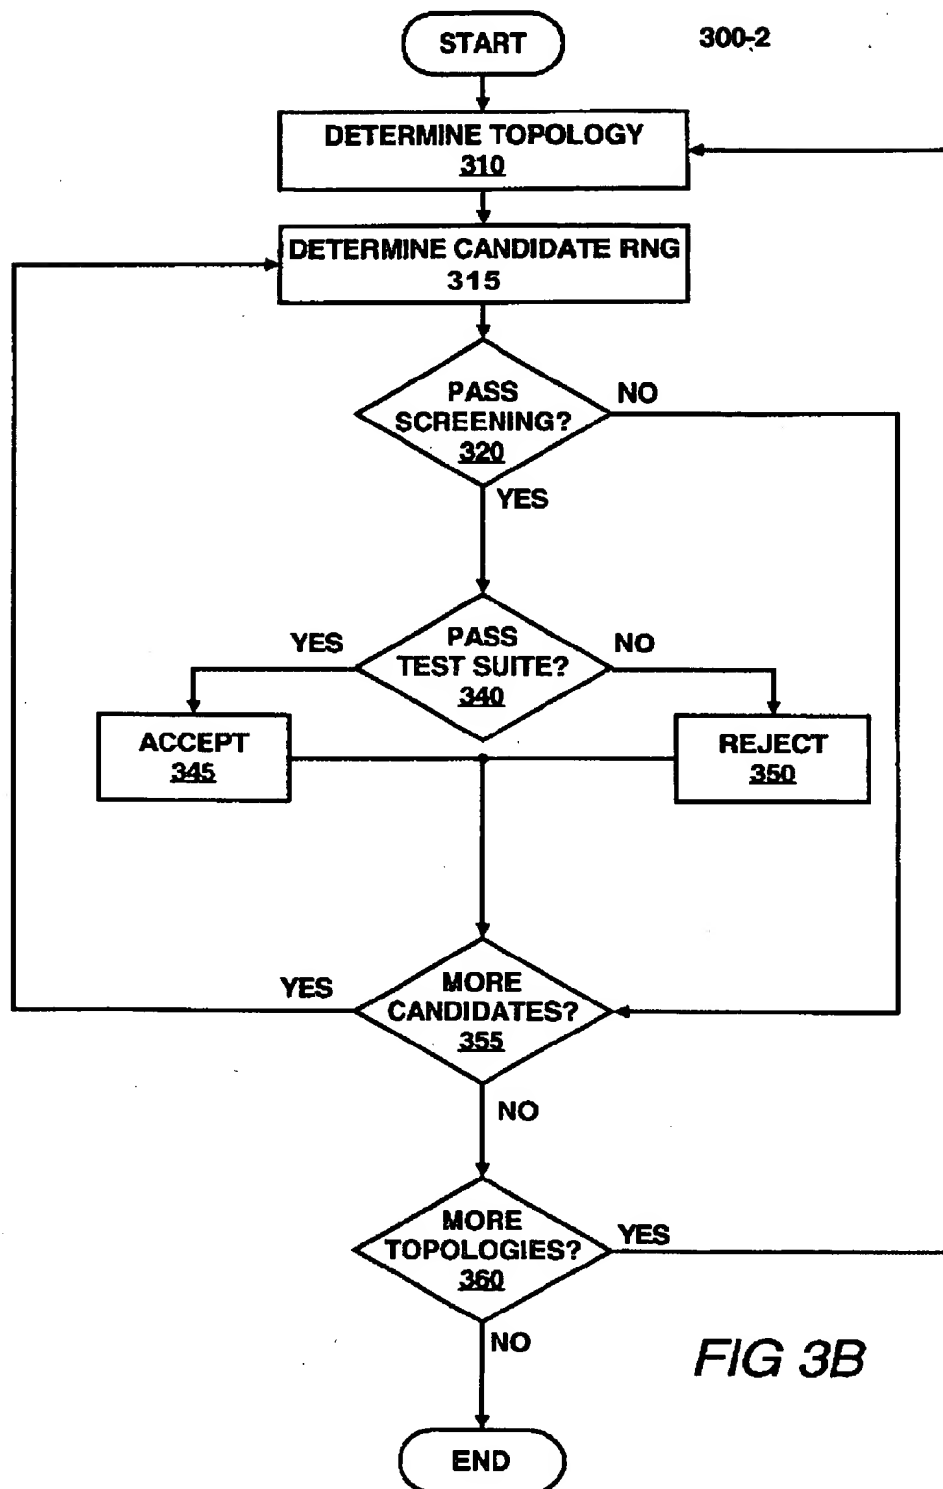 START
300-2
DETERMINE TOPOLOGY
310
DETERMINE CANDIDATE RNG
315
PASS
SCREENING?
320
NO
YES
YES
PASS
TEST SUITE?
340
NO
ACCEPT
345
REJECT
350
YES
MORE
CANDIDATES?
355
NO
MORE
TOPOLOGIES?
360
YES
NO
FIG 3B
END